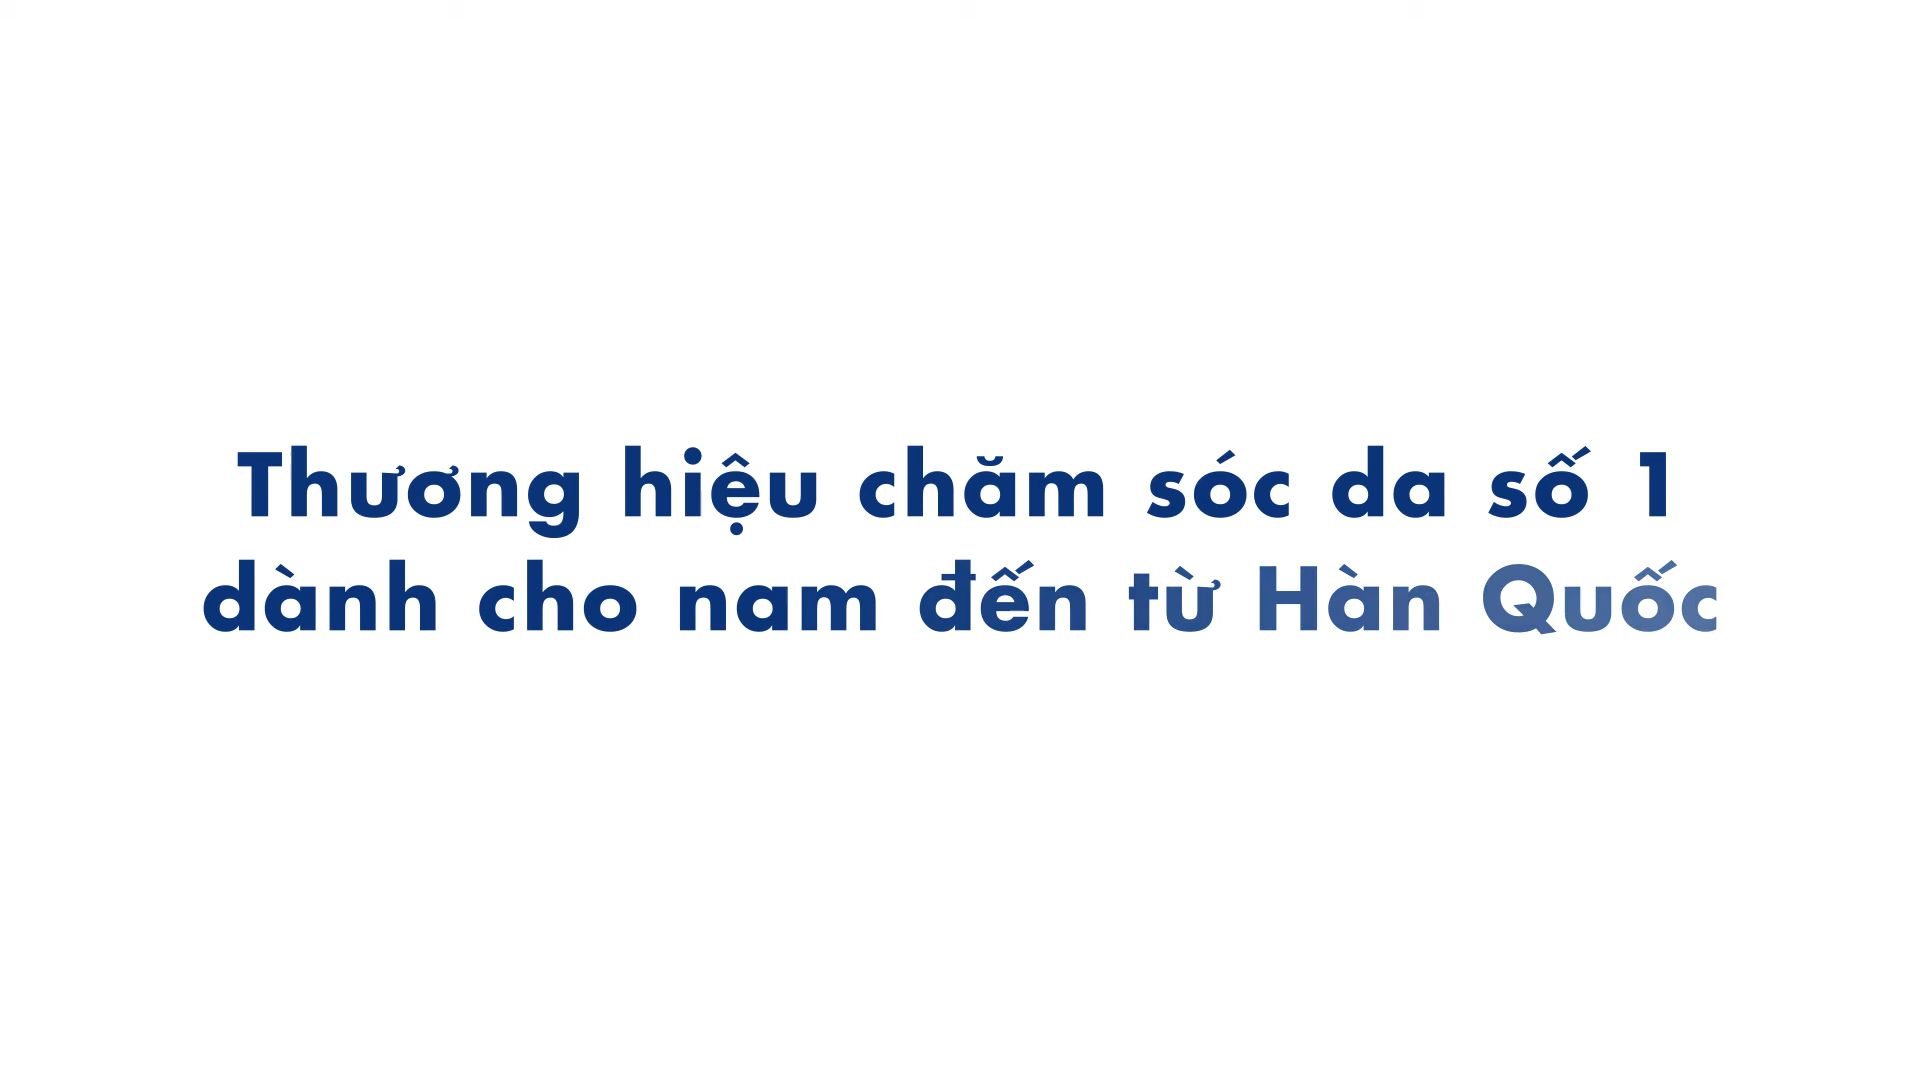 Thương hiệu chăm sóc da số 1
dành cho nam đến từ Hàn Quốc